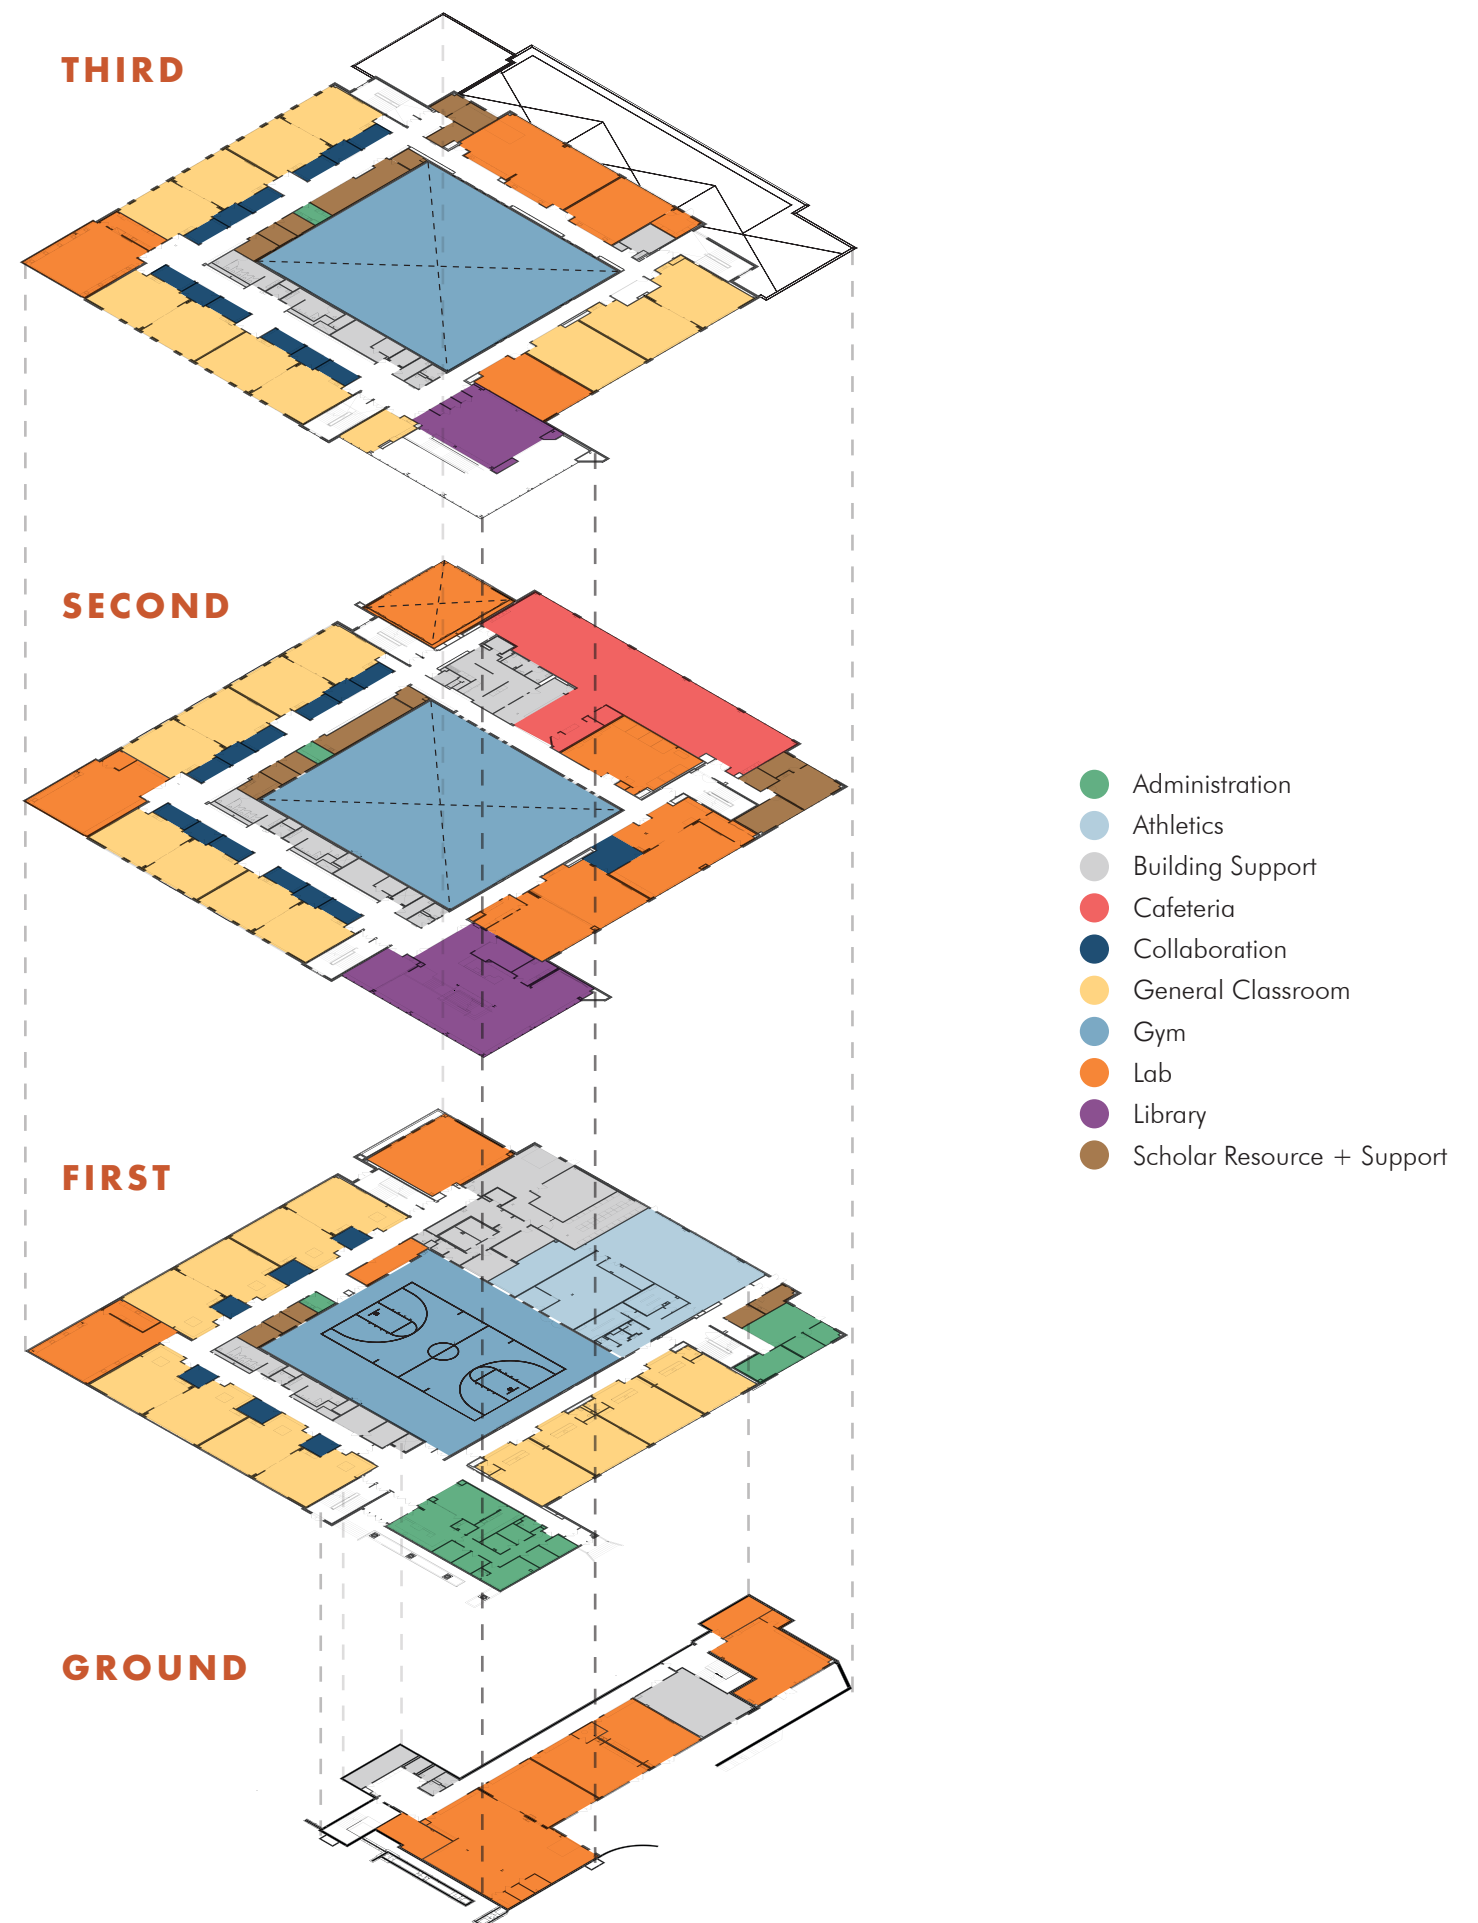 THIRD
SECOND
FIRST
GROUND
Administration
Athletics
Building Support
Cafeteria
Collaboration
General Classroom
Gym
Lab
Library
Scholar Resource + Support